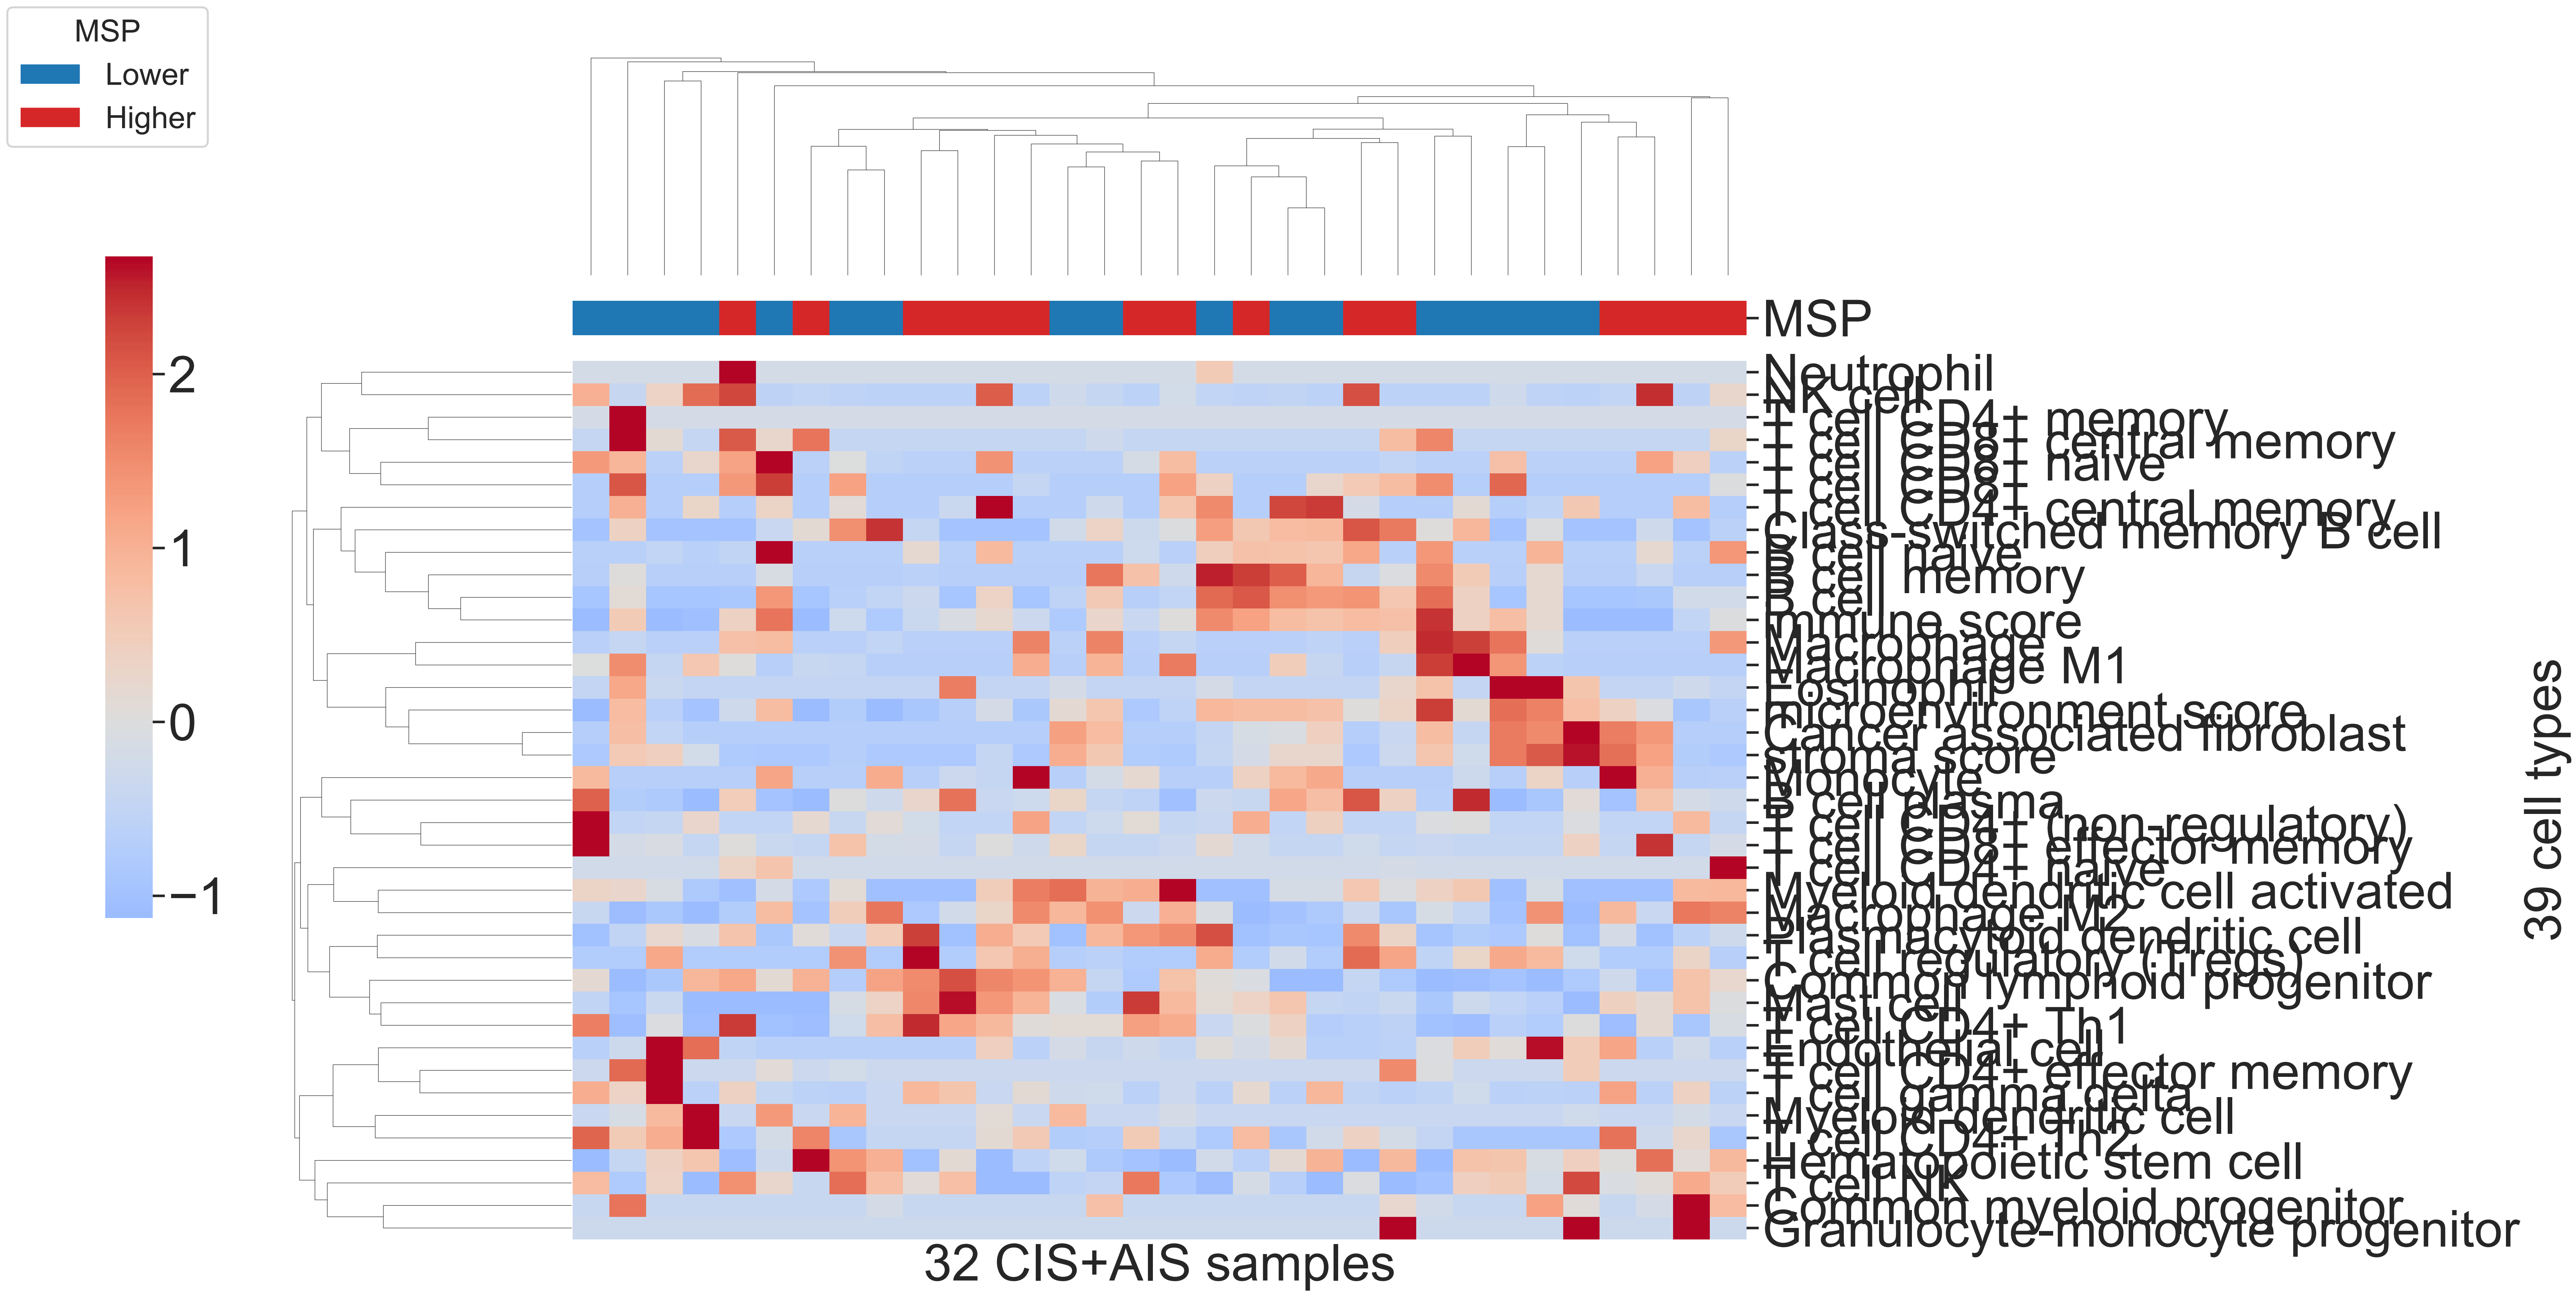 MSP
Lower
Higher
2
1
0
−1
MSP
Neutrophil
NK cell
T cell CD4+ memory
T cell CD8+ central memory
T cell CD8+ naive
T cell CD8+
T cell CD4+ central memory
Class-switched memory B cell
B cell naive
B cell memory
B cell
immune score
Macrophage
Macrophage M1
Eosinophil
microenvironment score
Cancer associated fibroblast
stroma score
Monocyte
B cell plasma
T cell CD4+ (non-regulatory)
T cell CD8+ effector memory
T cell CD4+ naive
Myeloid dendritic cell activated
Macrophage M2
Plasmacytoid dendritic cell
T cell regulatory (Tregs)
Common lymphoid progenitor
Mast cell
T cell CD4+ Th1
Endothelial cell
T cell CD4+ effector memory
T cell gamma delta
Myeloid dendritic cell
T cell CD4+ Th2
Hematopoietic stem cell
T cell NK
Common myeloid progenitor
Granulocyte-monocyte progenitor
39 cell types
32 CIS+AIS samples